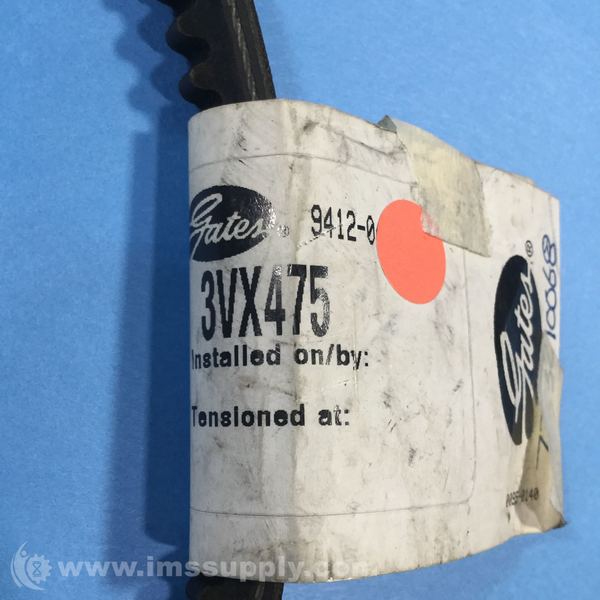 Gates®
9412-0
3VX475
Installed on/by:
Tensioned at:
Gates®
10068
www.imssupply.com